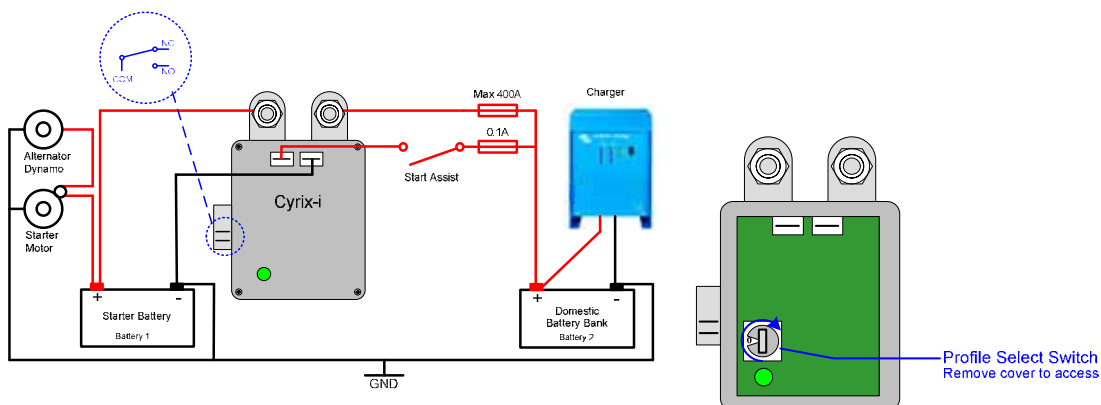 NC
COM
NO
Max 400A
Charger
0.1A
Alternator
Dynamo
Start Assist
Cyrix-i
Starter
Motor
+ -
Starter Battery
Battery 1
+ -
Domestic
Battery Bank
Battery 2
GND
Profile Select Switch
Remove cover to access